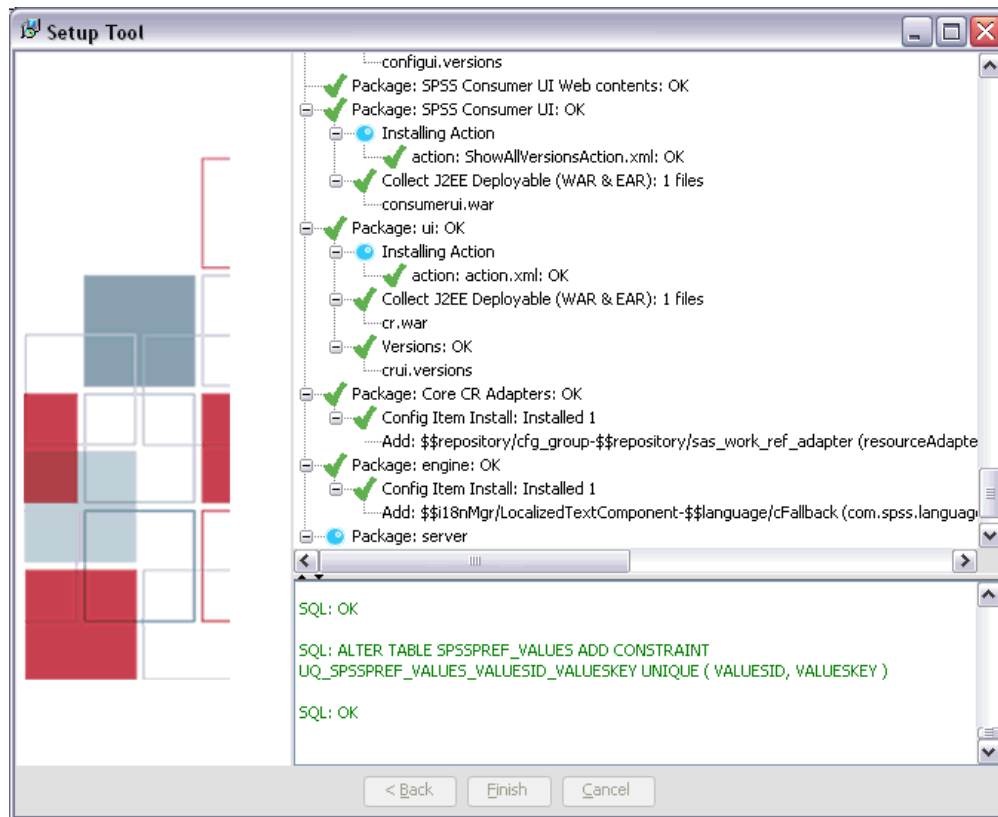 Setup Tool
configui.versions
Package: SPSS Consumer UI Web contents: OK
Package: SPSS Consumer UI: OK
Installing Action
action: ShowAllVersionsAction.xml: OK
Collect J2EE Deployable (WAR & EAR): 1 files
consumerui.war
Package: ui: OK
Installing Action
action: action.xml: OK
Collect J2EE Deployable (WAR & EAR): 1 files
cr.war
Versions: OK
crui.versions
Package: Core CR Adapters: OK
Config Item Install: Installed 1
Add: $$repository/cfg_group-$$repository/sas_work_ref_adapter (resourceAdapte
Package: engine: OK
Config Item Install: Installed 1
Add: $$i18nMgr/LocalizedTextComponent-$$language/cFallback (com.spss.languag
Package: server
SQL: OK
SQL: ALTER TABLE SPSSPREF_VALUES ADD CONSTRAINT
UQ_SPSSPREF_VALUES_VALUESID_VALUESKEY UNIQUE ( VALUESID, VALUESKEY )
SQL: OK
< Back
Finish
Cancel